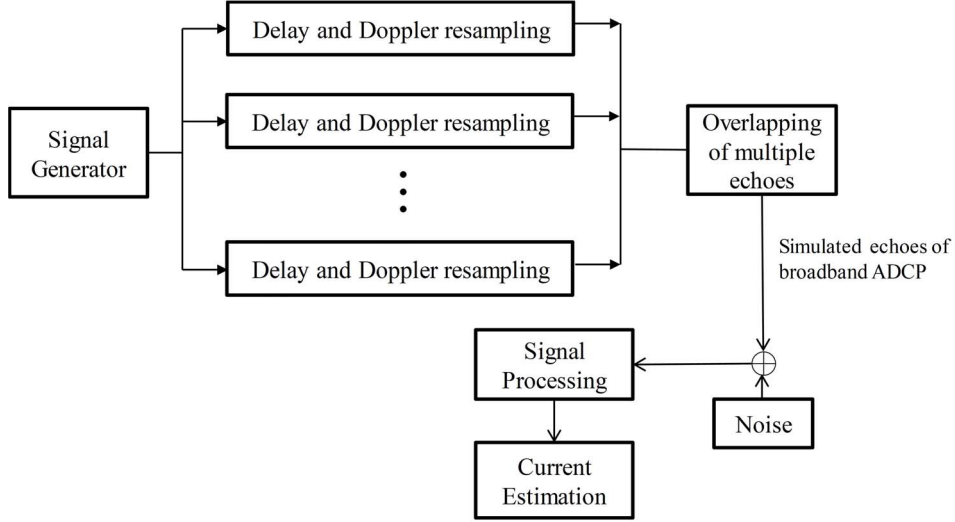 Delay and Doppler resampling
Signal
Generator
Delay and Doppler resampling
Overlapping
of multiple
echoes
Delay and Doppler resampling
Simulated echoes of
broadband ADCP
Signal
Processing
Noise
Current
Estimation